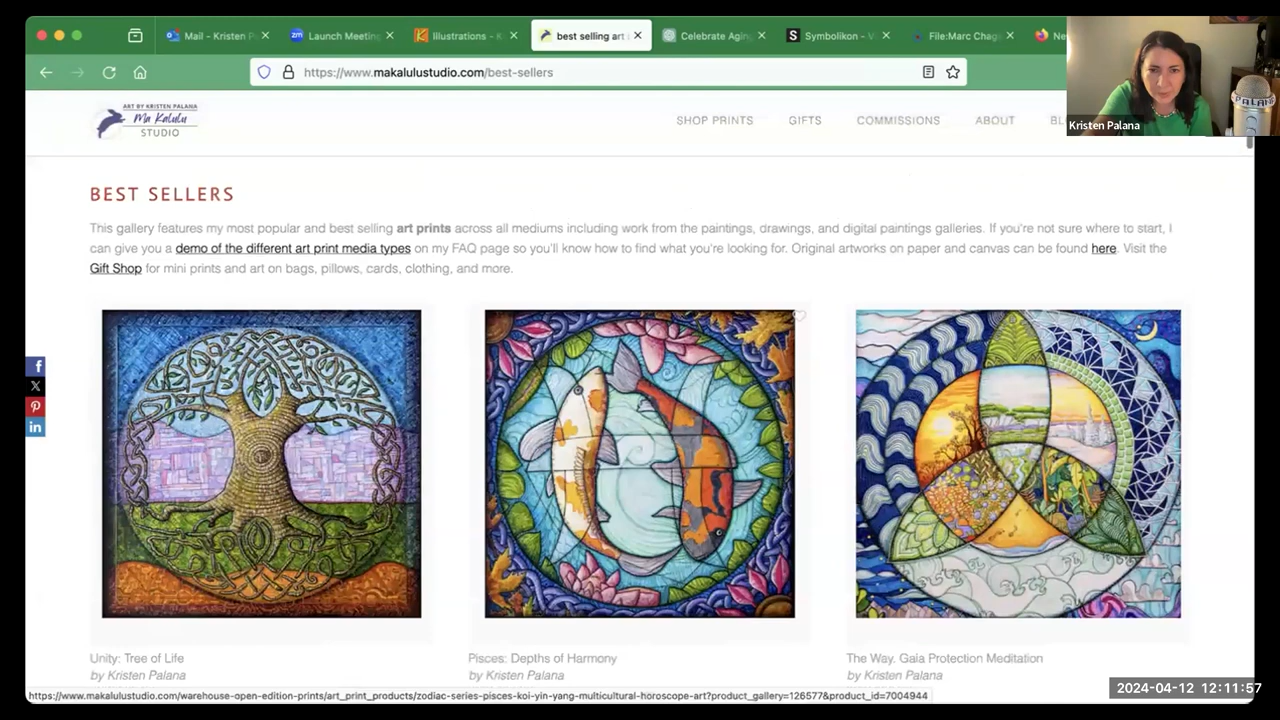 Mail - Kristen P
Launch Meetin
Illustrations - K
best selling art
Celebrate Agin
Symbolikon - V
File:Marc Chag
Ne
https://www.makalulustudio.com/best-sellers
ART BY KRISTEN PALANA
Ma Kalulu
STUDIO
SHOP PRINTS
GIFTS
COMMISSIONS
ABOUT
BL
PALANA
Kristen Palana
BEST SELLERS
This gallery features my most popular and best selling art prints across all mediums including work from the paintings, drawings, and digital paintings galleries. If you're not sure where to start, I
can give you a demo of the different art print media types on my FAQ page so you'll know how to find what you're looking for. Original artworks on paper and canvas can be found here. Visit the
Gift Shop for mini prints and art on bags, pillows, cards, clothing, and more.
Unity: Tree of Life
by Kristen Palana
Pisces: Depths of Harmony
by Kristen Palana
The Way. Gaia Protection Meditation
by Kristen Palana
https://www.makalulustudio.com/warehouse-open-edition-prints/art_print_products/zodiac-series-pisces-koi-yin-yang-multicultural-horoscope-art?product_gallery=126577&product_id=7004944
2024-04-12 12:11:57